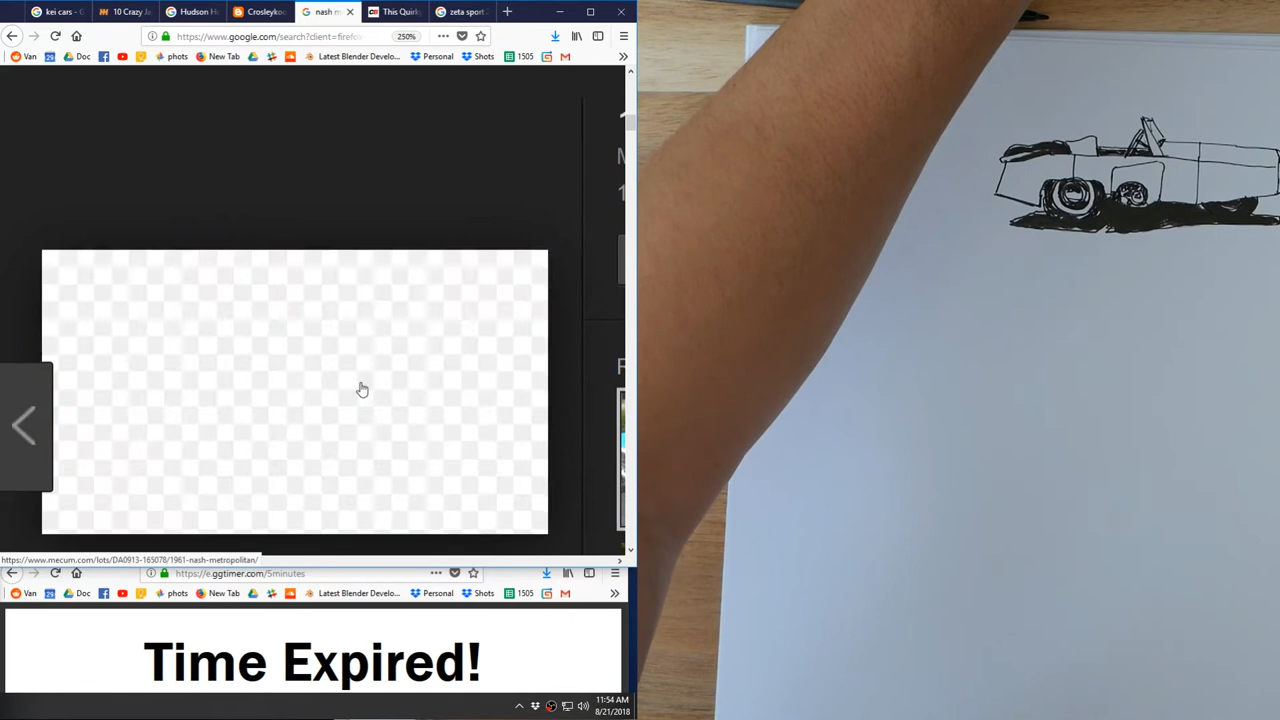 kei cars - G
10 Crazy Je
Hudson Ho
Crosleykoo
nash m
This Quirky
zeta sport
https://www.google.com/search?client=firefox
250%
Van
Doc
phots
New Tab
Latest Blender Develo...
Personal
Shots
1505
https://www.mecum.com/lots/DA0913-165078/1961-nash-metropolitan/
https://e.ggtimer.com/5minutes
Van
Doc
phots
New Tab
Latest Blender Develo...
Personal
Shots
1505
Time Expired!
11:54 AM
8/21/2018